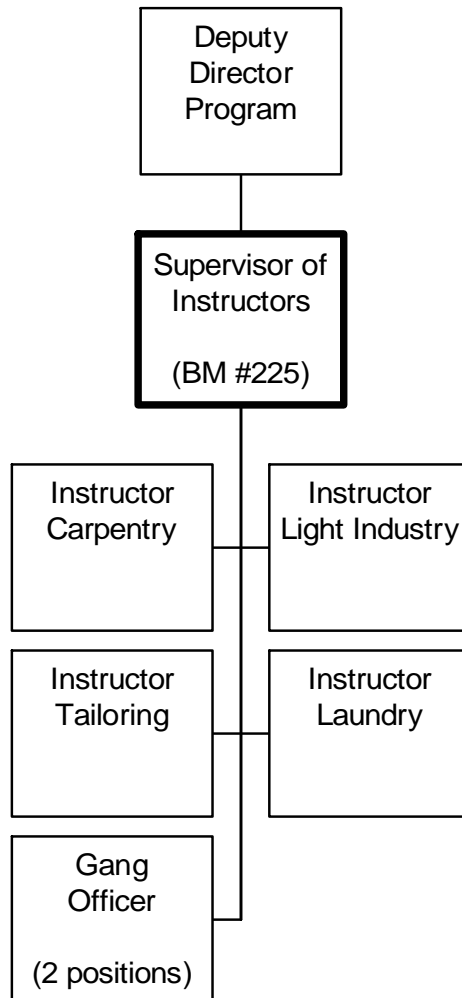 Deputy
Director
Program
Supervisor of
Instructors
(BM #225)
Instructor
Carpentry
Instructor
Light Industry
Instructor
Tailoring
Instructor
Laundry
Gang
Officer
(2 positions)